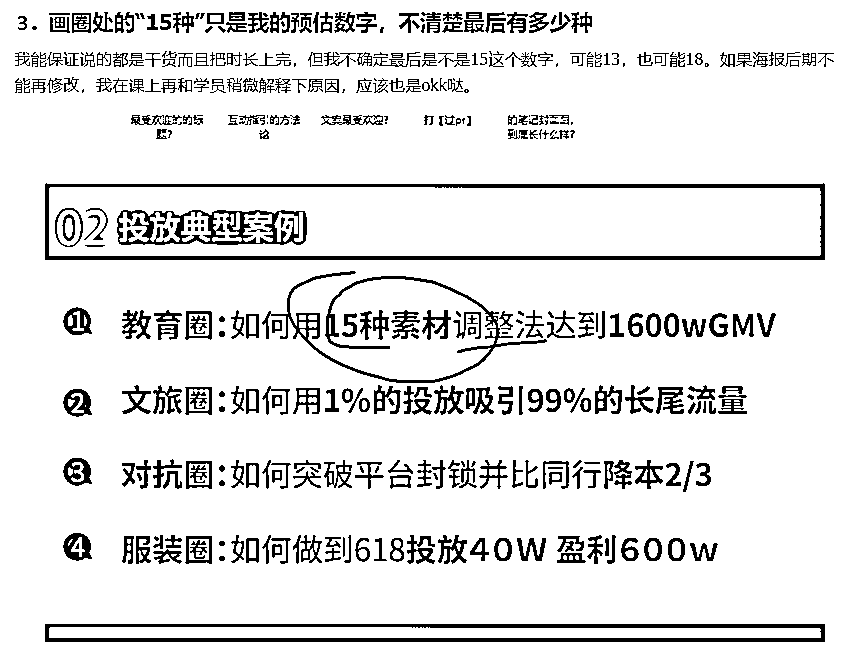 3．画圈处的“15种”只是我的预估数字，不清楚最后有多少种
我能保证说的都是干货而且把时长上完，但我不确定最后是不是15这个数字，可能13，也可能18。如果海报后期不
能再修改，我在课上再和学员稍微解释下原因，应该也是okk哒。
最受欢迎的的标 互动指引的方法 文案最受欢迎? 打【过pr】 的笔记封面图，
题? 论 到底长什么样?
02 投放典型案例
① 教育圈：如何用15种素材调整法达到1600wGMV
② 文旅圈：如何用1%的投放吸引99%的长尾流量
③ 对抗圈：如何突破平台封锁并比同行降本2/3
④ 服装圈：如何做到618投放40W 盈利600w